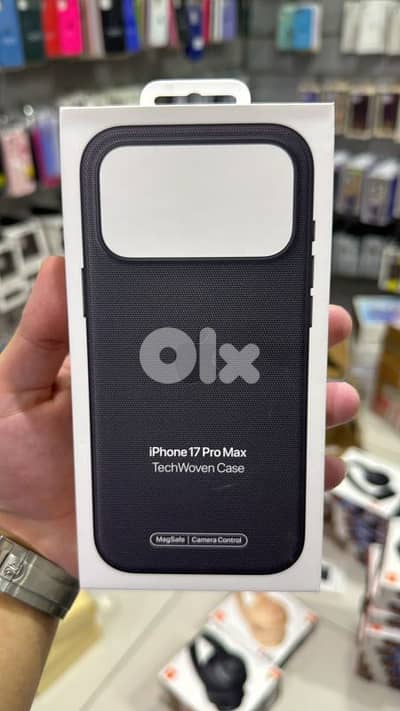 Olx
iPhone 17 Pro Max
TechWoven Case
MagSafe | Camera Control